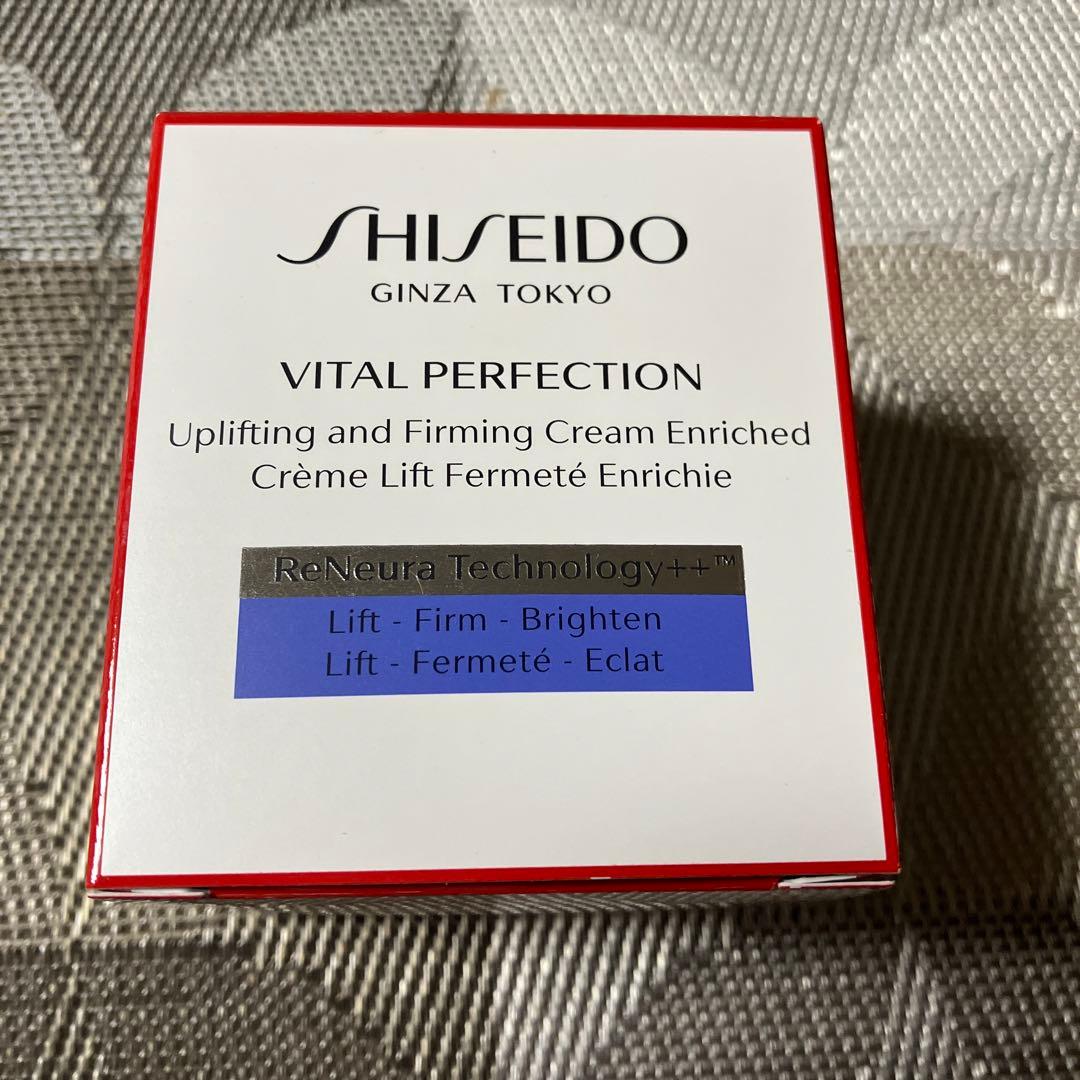 SHISEIDO
GINZA TOKYO
VITAL PERFECTION
Uplifting and Firming Cream Enriched
Crème Lift Fermeté Enrichie
ReNeura Technology++™
Lift - Firm - Brighten
Lift - Fermeté - Eclat